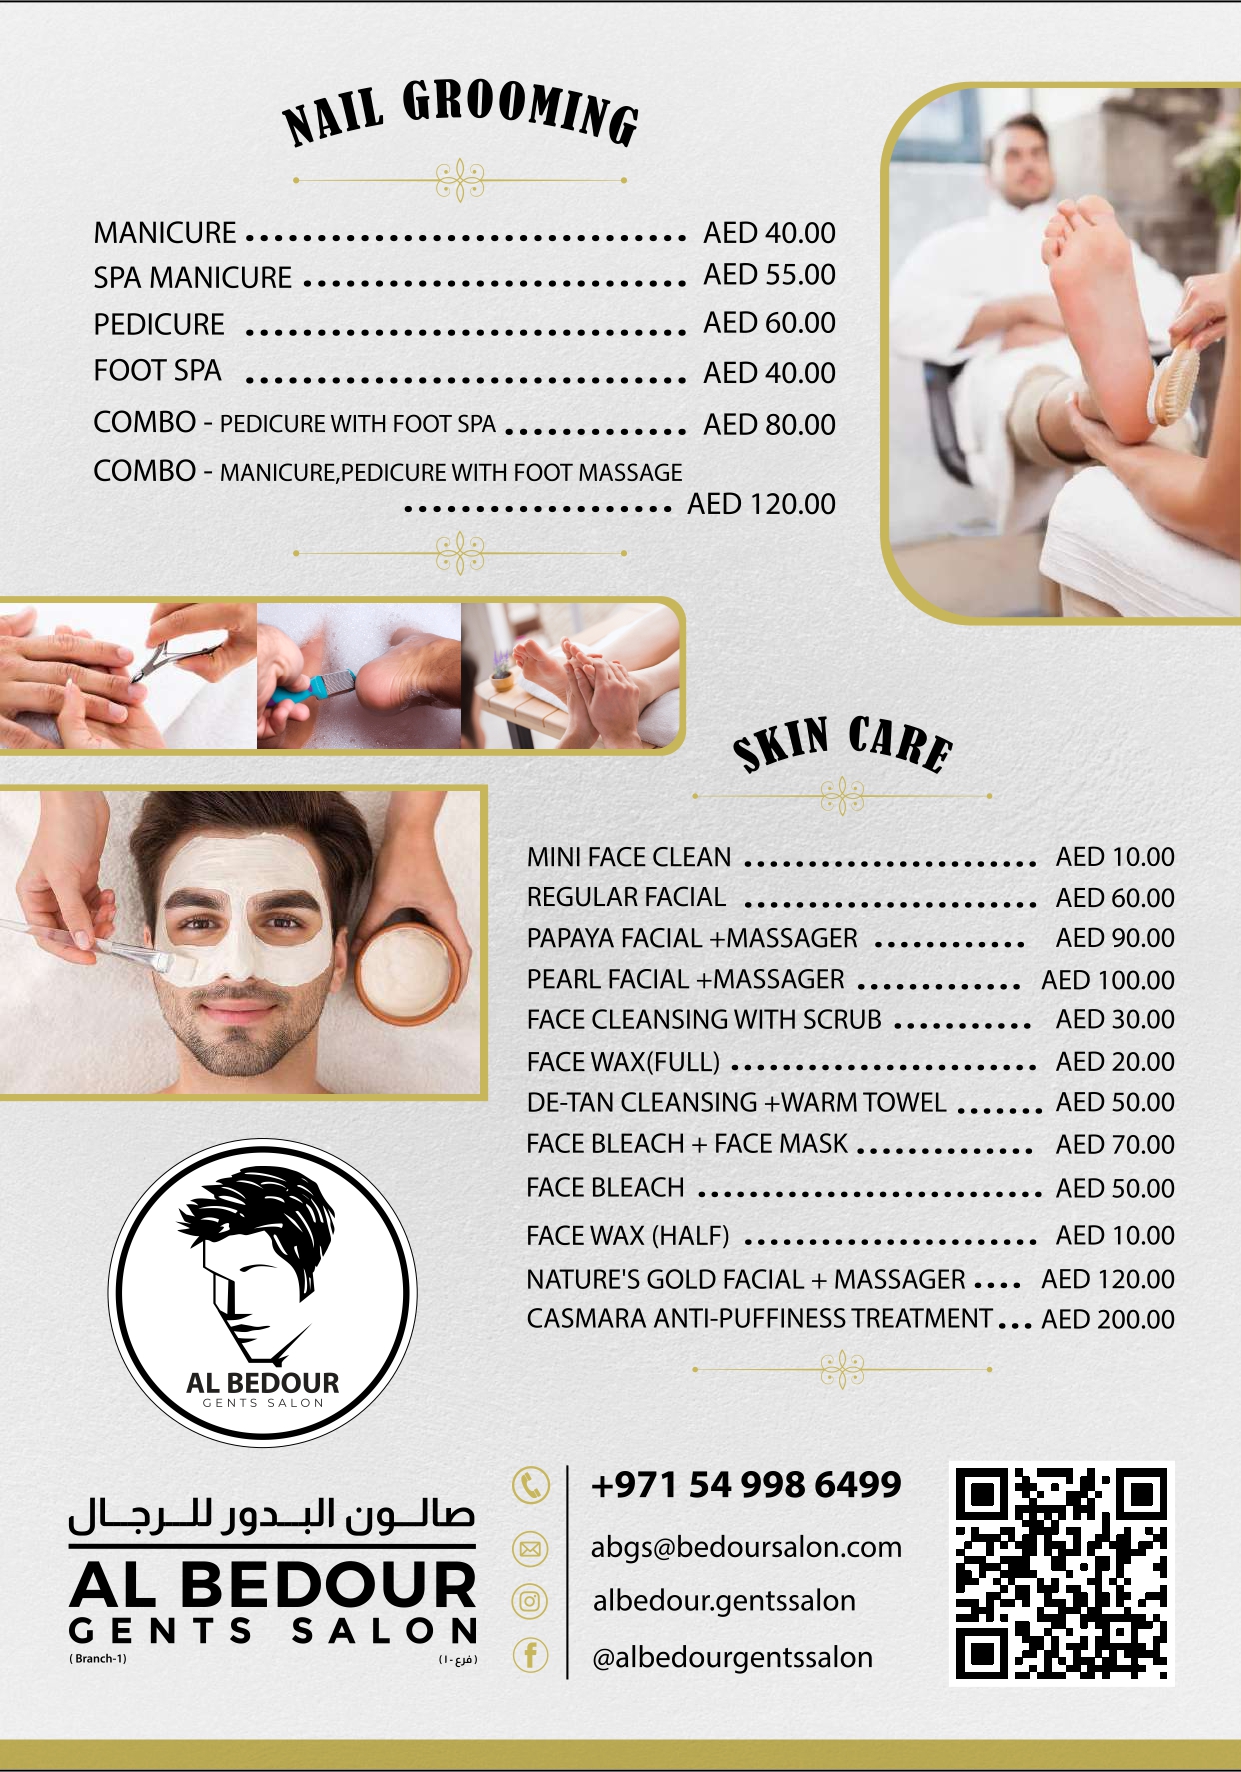 NAIL GROOMING
MANICURE ............................... AED 40.00
SPA MANICURE ........................... AED 55.00
PEDICURE ............................... AED 60.00
FOOT SPA ............................... AED 40.00
COMBO - PEDICURE WITH FOOT SPA ............. AED 80.00
COMBO - MANICURE,PEDICURE WITH FOOT MASSAGE
................... AED 120.00
SKIN CARE
MINI FACE CLEAN ....................... AED 10.00
REGULAR FACIAL ....................... AED 60.00
PAPAYA FACIAL +MASSAGER ............ AED 90.00
PEARL FACIAL +MASSAGER ............. AED 100.00
FACE CLEANSING WITH SCRUB ........... AED 30.00
FACE WAX(FULL) ........................ AED 20.00
DE-TAN CLEANSING +WARM TOWEL ....... AED 50.00
FACE BLEACH + FACE MASK .............. AED 70.00
FACE BLEACH ........................... AED 50.00
FACE WAX (HALF) ....................... AED 10.00
NATURE'S GOLD FACIAL + MASSAGER .... AED 120.00
CASMARA ANTI-PUFFINESS TREATMENT ... AED 200.00
AL BEDOUR
GENTS SALON
صالـون البـدور للـرجـال
AL BEDOUR
GENTS SALON
( Branch-1)
(فرع-١)
+971 54 998 6499
abgs@bedoursalon.com
albedour.gentssalon
@albedourgentssalon